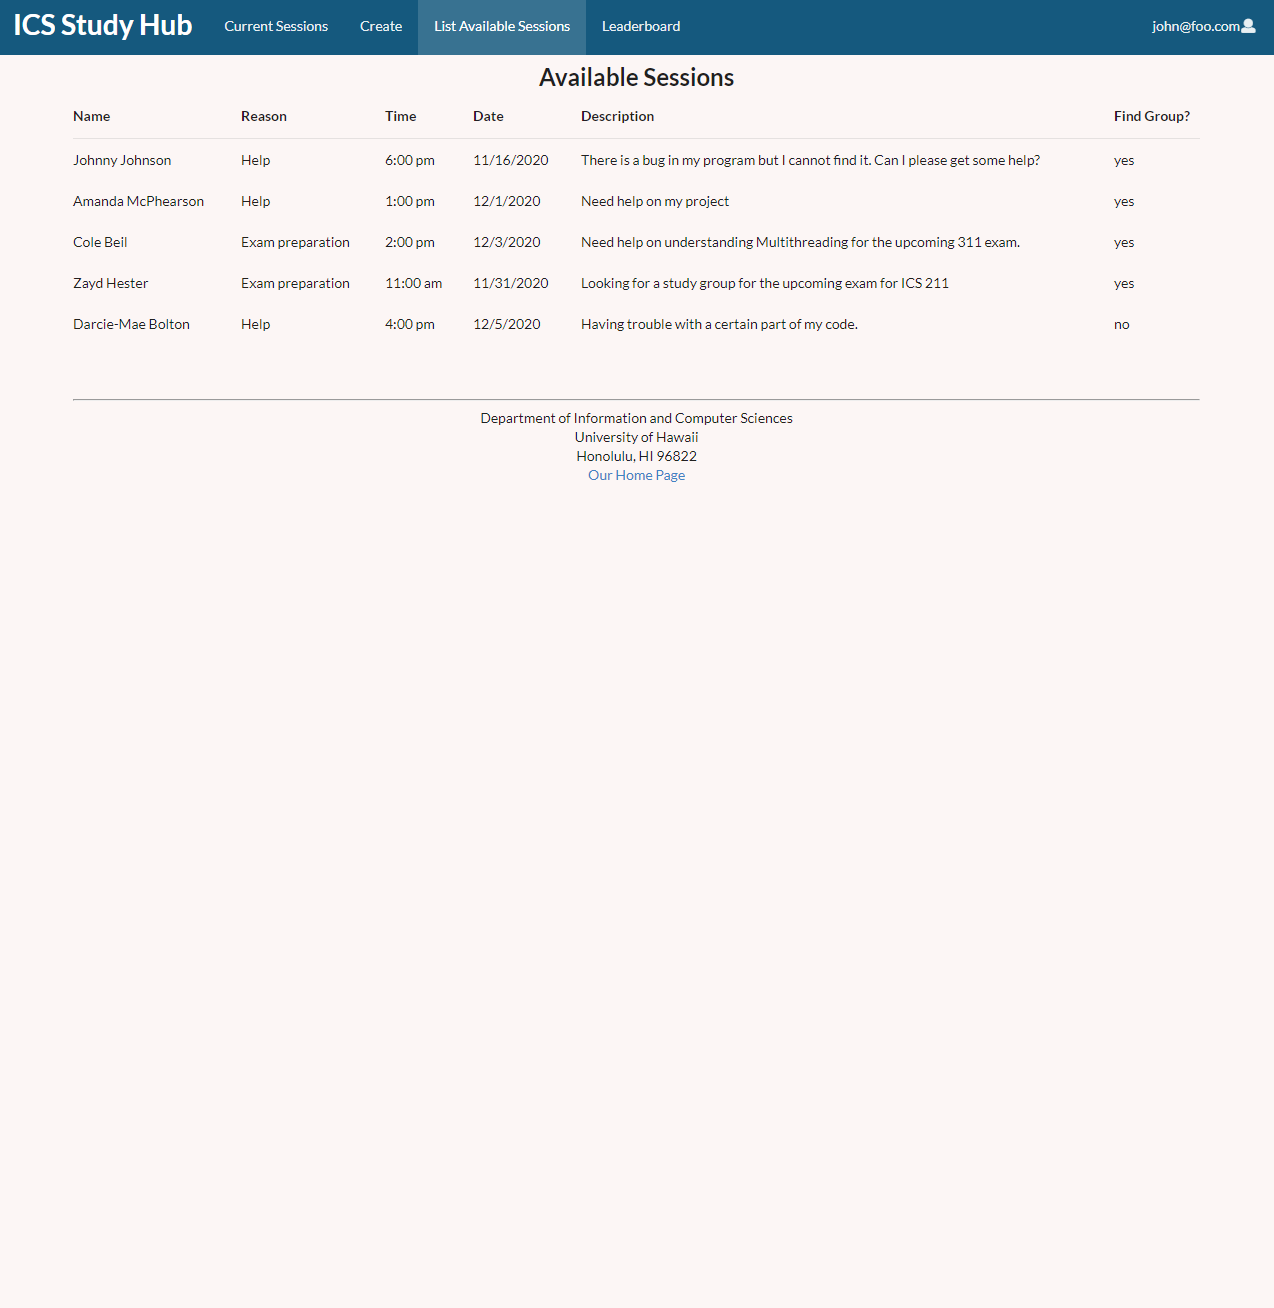 ICS Study Hub Current Sessions Create List Available Sessions Leaderboard john@foo.com
Available Sessions
Name Reason Time Date Description Find Group?
Johnny Johnson Help 6:00 pm 11/16/2020 There is a bug in my program but I cannot find it. Can I please get some help? yes
Amanda McPhearson Help 1:00 pm 12/1/2020 Need help on my project yes
Cole Beil Exam preparation 2:00 pm 12/3/2020 Need help on understanding Multithreading for the upcoming 311 exam. yes
Zayd Hester Exam preparation 11:00 am 11/31/2020 Looking for a study group for the upcoming exam for ICS 211 yes
Darcie-Mae Bolton Help 4:00 pm 12/5/2020 Having trouble with a certain part of my code. no
Department of Information and Computer Sciences
University of Hawaii
Honolulu, HI 96822
Our Home Page